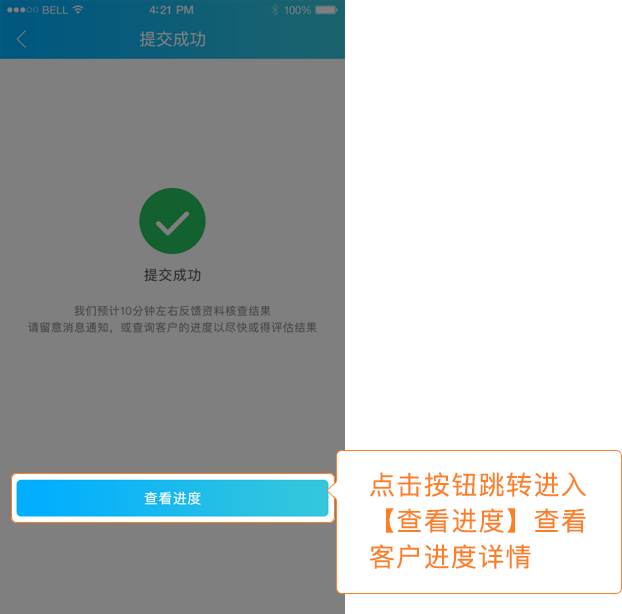 BELL 4:21 PM 100%
提交成功
提交成功
我们预计10分钟左右反馈资料核查结果
请留意消息通知，或查询客户的进度以尽快或得评估结果
查看进度
点击按钮跳转进入
【查看进度】查看
客户进度详情